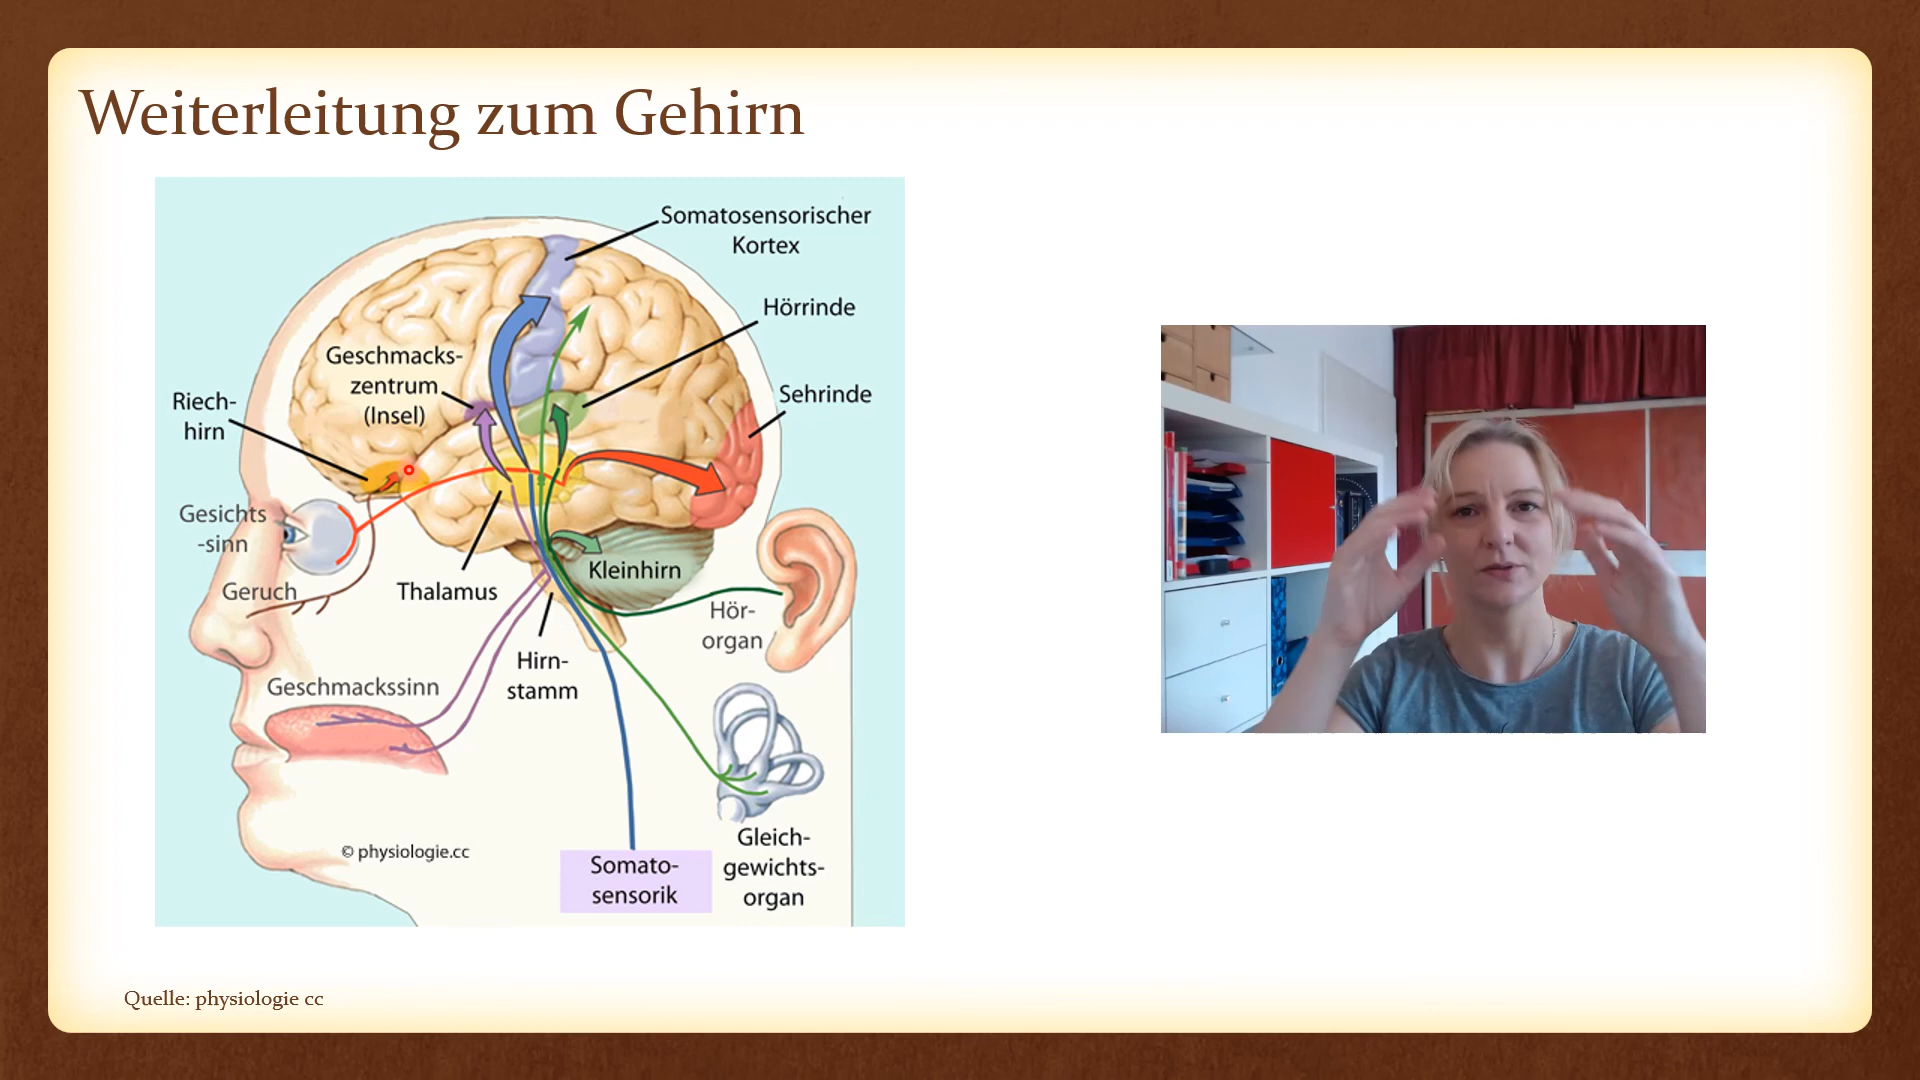 Weiterleitung zum Gehirn
Somatosensorischer
Kortex
Hörrinde
Geschmacks-
zentrum
(Insel)
Sehrinde
Riech-
hirn
Gesichts
-sinn
Geruch
Thalamus
Kleinhirn
Hör-
organ
Hirn-
stamm
Geschmackssinn
© physiologie.cc
Somato-
sensorik
Gleich-
gewichts-
organ
Quelle: physiologie cc